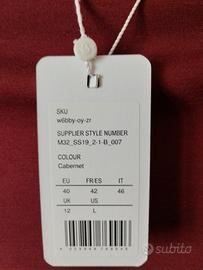 SKU
w6bby-oy-zr
SUPPLIER STYLE NUMBER
M32_SS19_2-1-B_007
COLOUR
Cabernet
EU FR/ES IT
40 42 46
UK US
12 L
subito